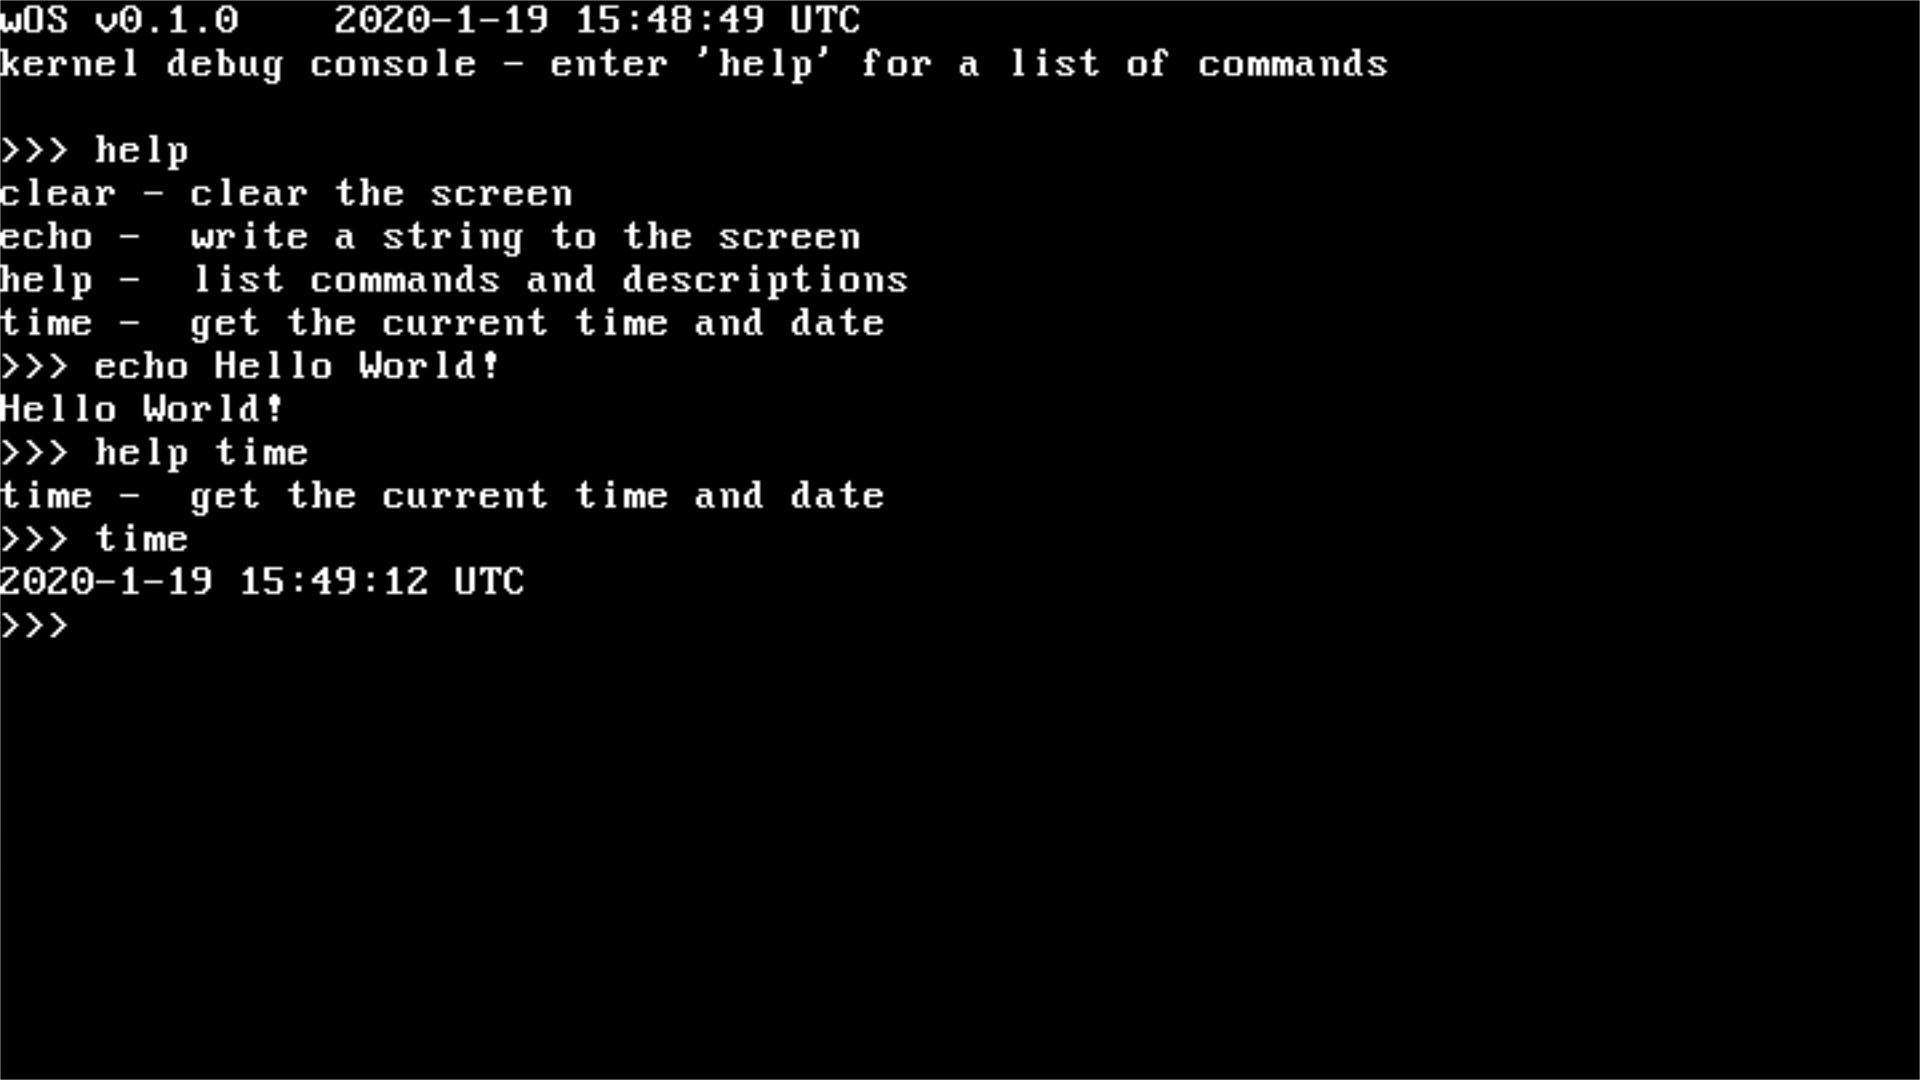 wOS v0.1.0    2020-1-19 15:48:49 UTC
kernel debug console - enter 'help' for a list of commands

>>> help
clear - clear the screen
echo -  write a string to the screen
help -  list commands and descriptions
time -  get the current time and date
>>> echo Hello World!
Hello World!
>>> help time
time -  get the current time and date
>>> time
2020-1-19 15:49:12 UTC
>>>